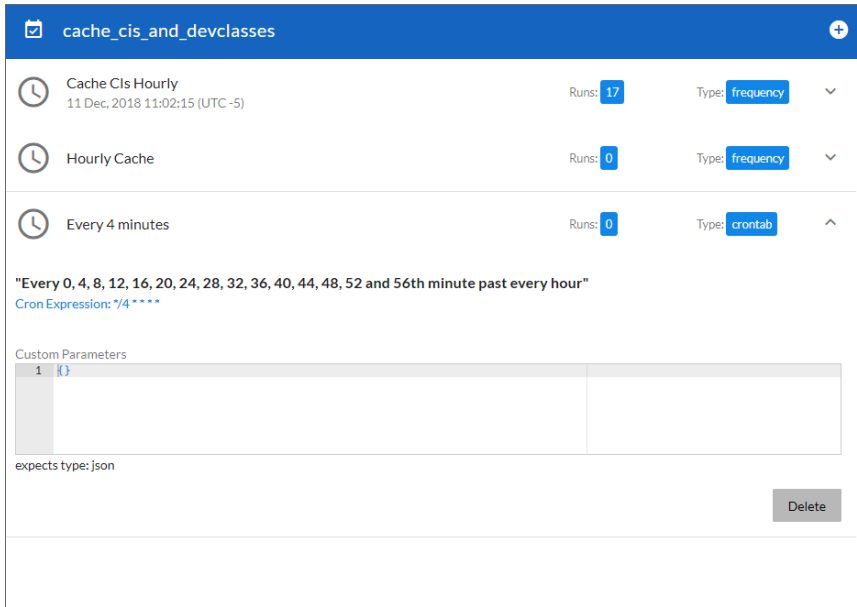 cache_cis_and_devclasses
Cache CIs Hourly
11 Dec, 2018 11:02:15 (UTC -5)
Runs: 17
Type: frequency
Hourly Cache
Runs: 0
Type: frequency
Every 4 minutes
Runs: 0
Type: crontab
"Every 0, 4, 8, 12, 16, 20, 24, 28, 32, 36, 40, 44, 48, 52 and 56th minute past every hour"
Cron Expression: */4 * * * *
Custom Parameters
1 {}
expects type: json
Delete